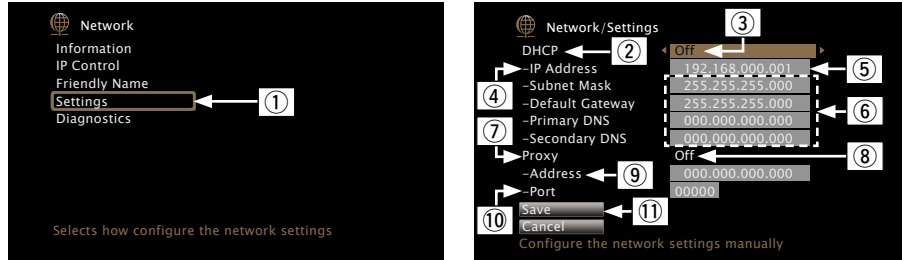 Network
Information
IP Control
Friendly Name
Settings ①
Diagnostics
Selects how configure the network settings
Network/Settings ③
DHCP ② Off
–IP Address 192.168.000.001 ⑤
④ –Subnet Mask 255.255.255.000
–Default Gateway 255.255.255.000 ⑥
–Primary DNS 000.000.000.000
⑦ –Secondary DNS 000.000.000.000
Proxy Off ⑧
–Address ⑨ 000.000.000.000
–Port 00000
⑩ Save ⑪
Cancel
Configure the network settings manually